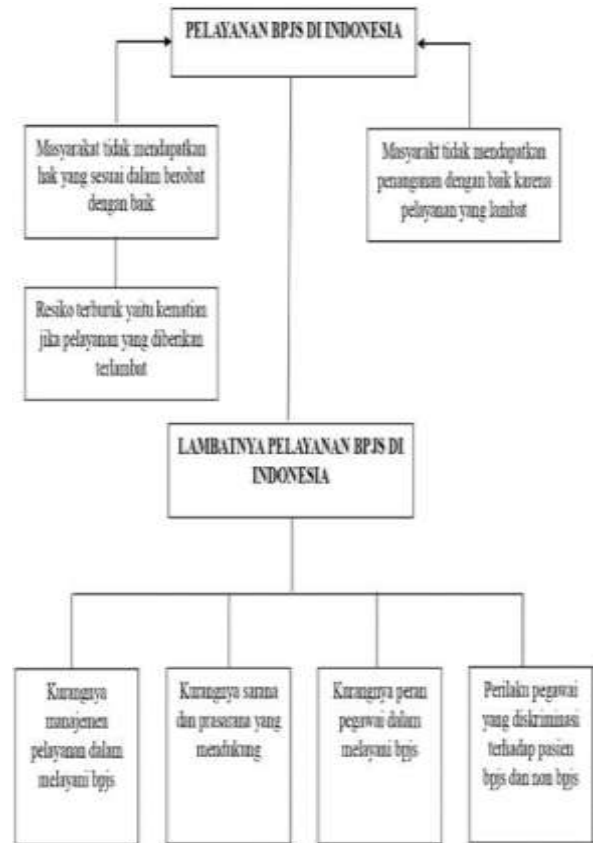 PELAYANAN BPJS DI INDONESIA
Masyarakat tidak mendapatkan
hak yang sesuai dalam berobat
dengan baik
Masyarakt tidak mendapatkan
penanganan dengan baik karena
pelayanan yang lambat
Resiko terburuk yaitu kematian
jika pelayanan yang diberikan
terlambat
LAMBATNYA PELAYANAN BPJS DI
INDONESIA
Kurangnya
manajemen
pelayanan dalam
melayani bpjs
Kurangnya sarana
dan prasarana yang
mendukung
Kurangnya peran
pegawai dalam
melayani bpjs
Perilaku pegawai
yang diskriminasi
terhadap pasien
bpjs dan non bpjs